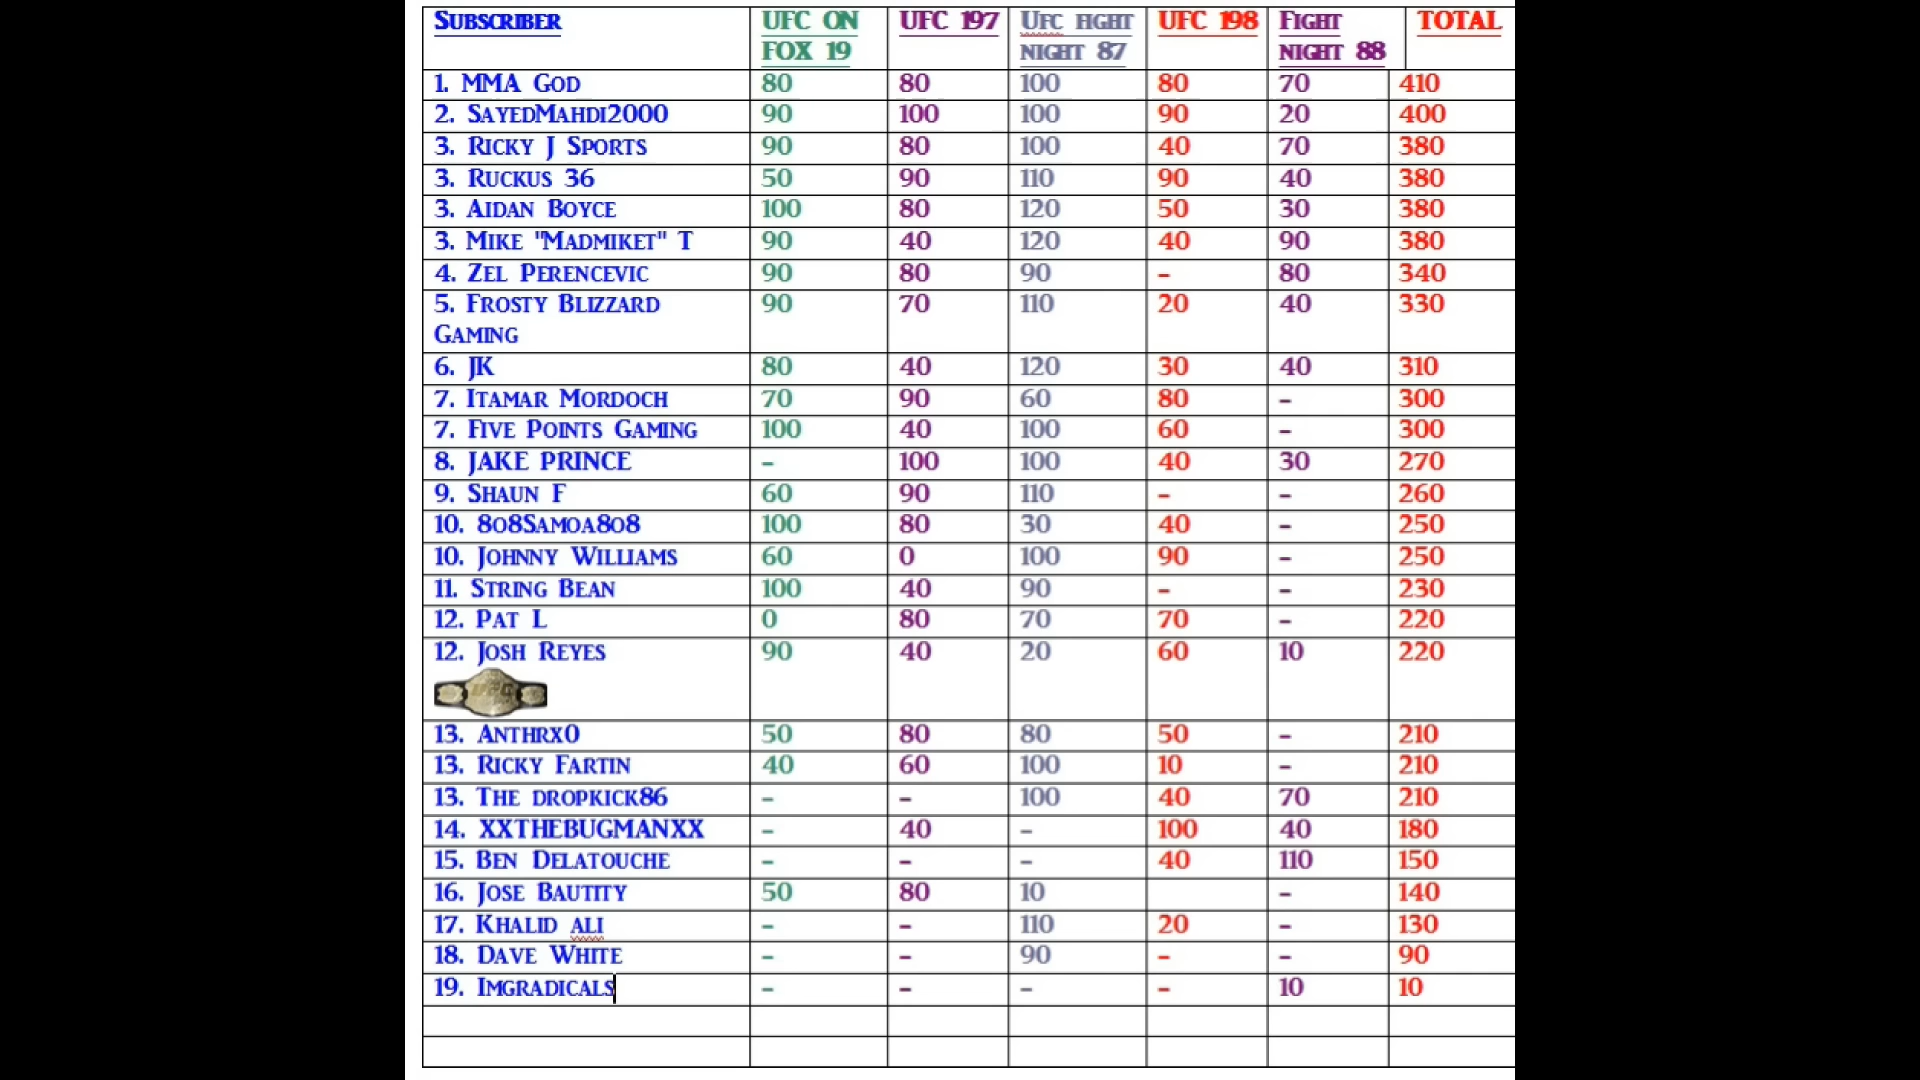 Subscriber UFC ON FOX 19 UFC 197 Ufc fight night 87 UFC 198 Fight night 88 TOTAL
1. MMA God 80 80 100 80 70 410
2. SayedMahdi2000 90 100 100 90 20 400
3. Ricky J Sports 90 80 100 40 70 380
3. Ruckus 36 50 90 110 90 40 380
3. Aidan Boyce 100 80 120 50 30 380
3. Mike "Madmiket" T 90 40 120 40 90 380
4. Zel Perencevic 90 80 90 – 80 340
5. Frosty Blizzard Gaming 90 70 110 20 40 330
6. JK 80 40 120 30 40 310
7. Itamar Mordoch 70 90 60 80 – 300
7. Five Points Gaming 100 40 100 60 – 300
8. JAKE PRINCE – 100 100 40 30 270
9. Shaun F 60 90 110 – – 260
10. 808Samoa808 100 80 30 40 – 250
10. Johnny Williams 60 0 100 90 – 250
11. String Bean 100 40 90 – – 230
12. Pat L 0 80 70 70 – 220
12. Josh Reyes 90 40 20 60 10 220
UFC
13. Anthrx0 50 80 80 50 – 210
13. Ricky Fartin 40 60 100 10 – 210
13. The dropkick86 – – 100 40 70 210
14. XXTHEBUGMANXX – 40 – 100 40 180
15. Ben Delatouche – – – 40 110 150
16. Jose Bautity 50 80 10 – 140
17. Khalid ali – – 110 20 – 130
18. Dave White – – 90 – – 90
19. Imgradicals – – – – 10 10